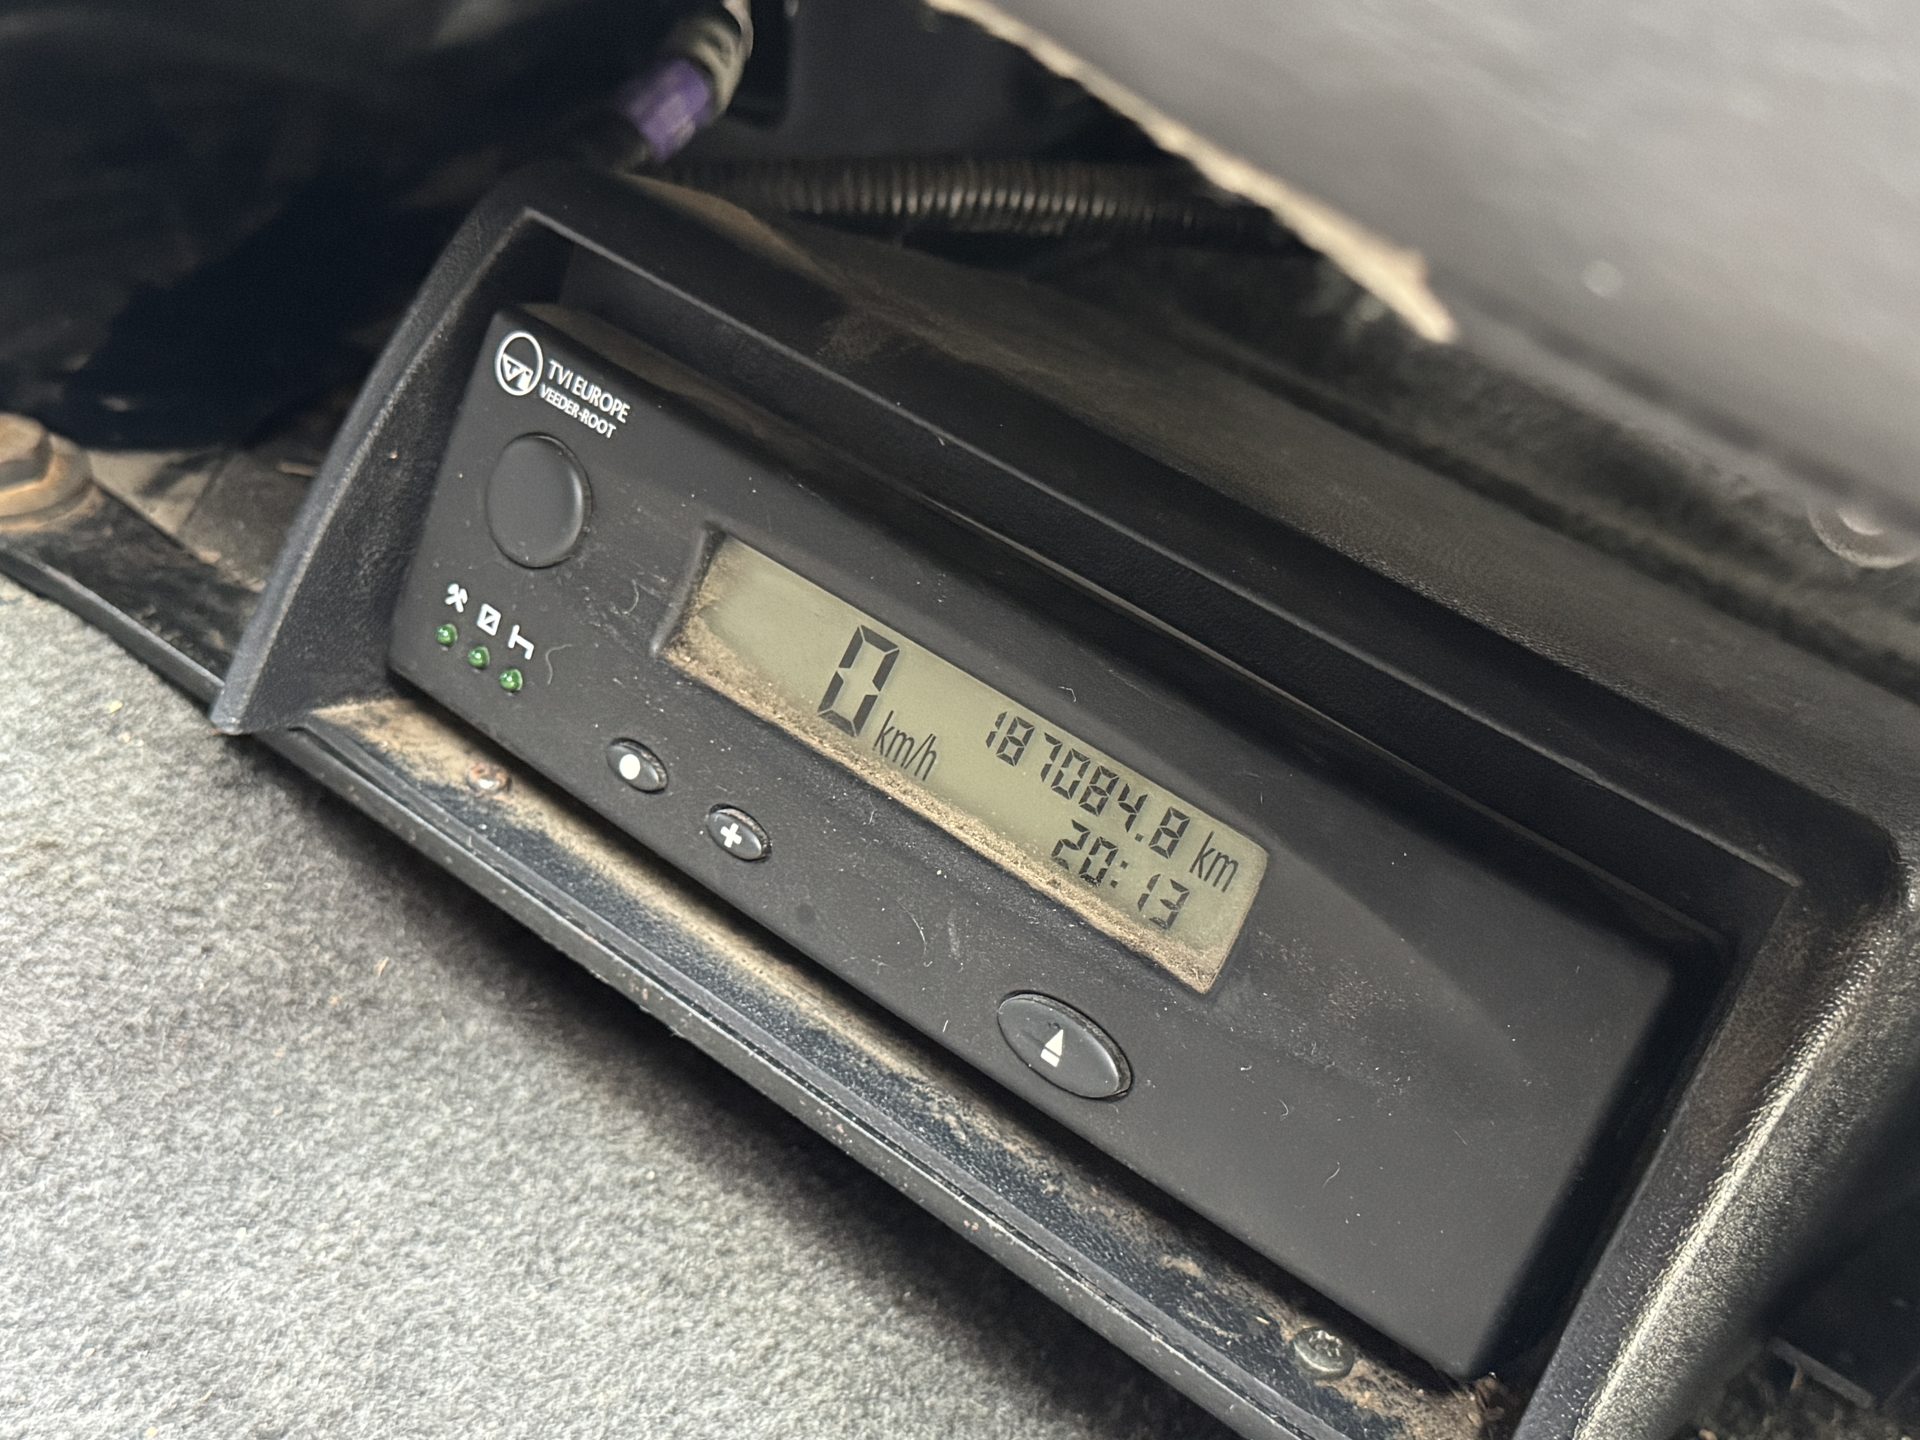 TVI EUROPE
VEEDER-ROOT
0 km/h
187084.8 km
20:13